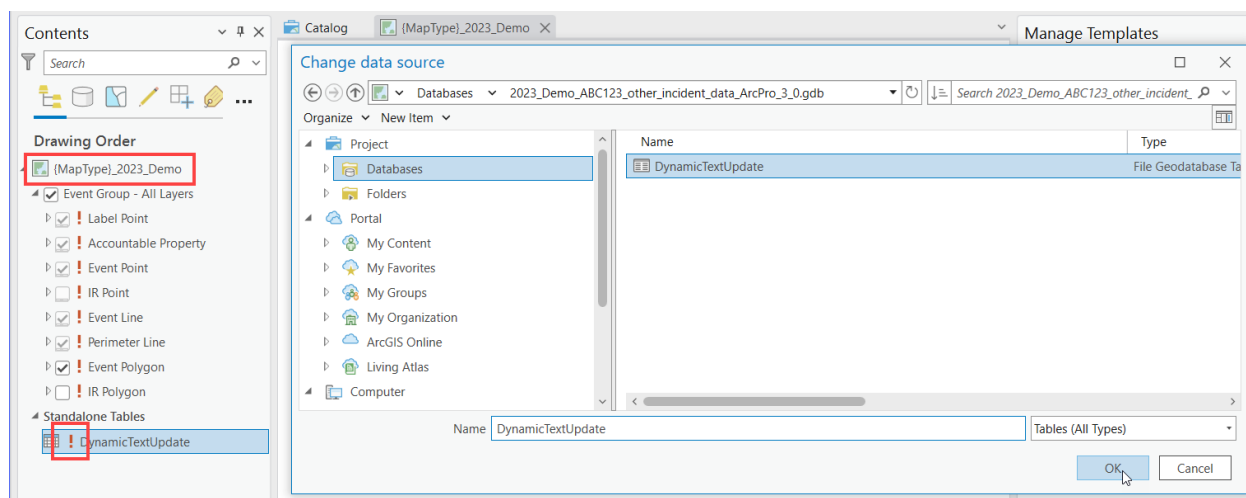 Contents
Search
Drawing Order
{MapType}_2023_Demo
Event Group - All Layers
Label Point
Accountable Property
Event Point
IR Point
Event Line
Perimeter Line
Event Polygon
IR Polygon
Standalone Tables
DynamicTextUpdate
Catalog
{MapType}_2023_Demo
Manage Templates
Change data source
Databases 2023_Demo_ABC123_other_incident_data_ArcPro_3_0.gdb
Search 2023_Demo_ABC123_other_incident_
Organize New Item
Project
Databases
Folders
Portal
My Content
My Favorites
My Groups
My Organization
ArcGIS Online
Living Atlas
Computer
Name Type
DynamicTextUpdate File Geodatabase Ta
Name DynamicTextUpdate Tables (All Types)
OK Cancel